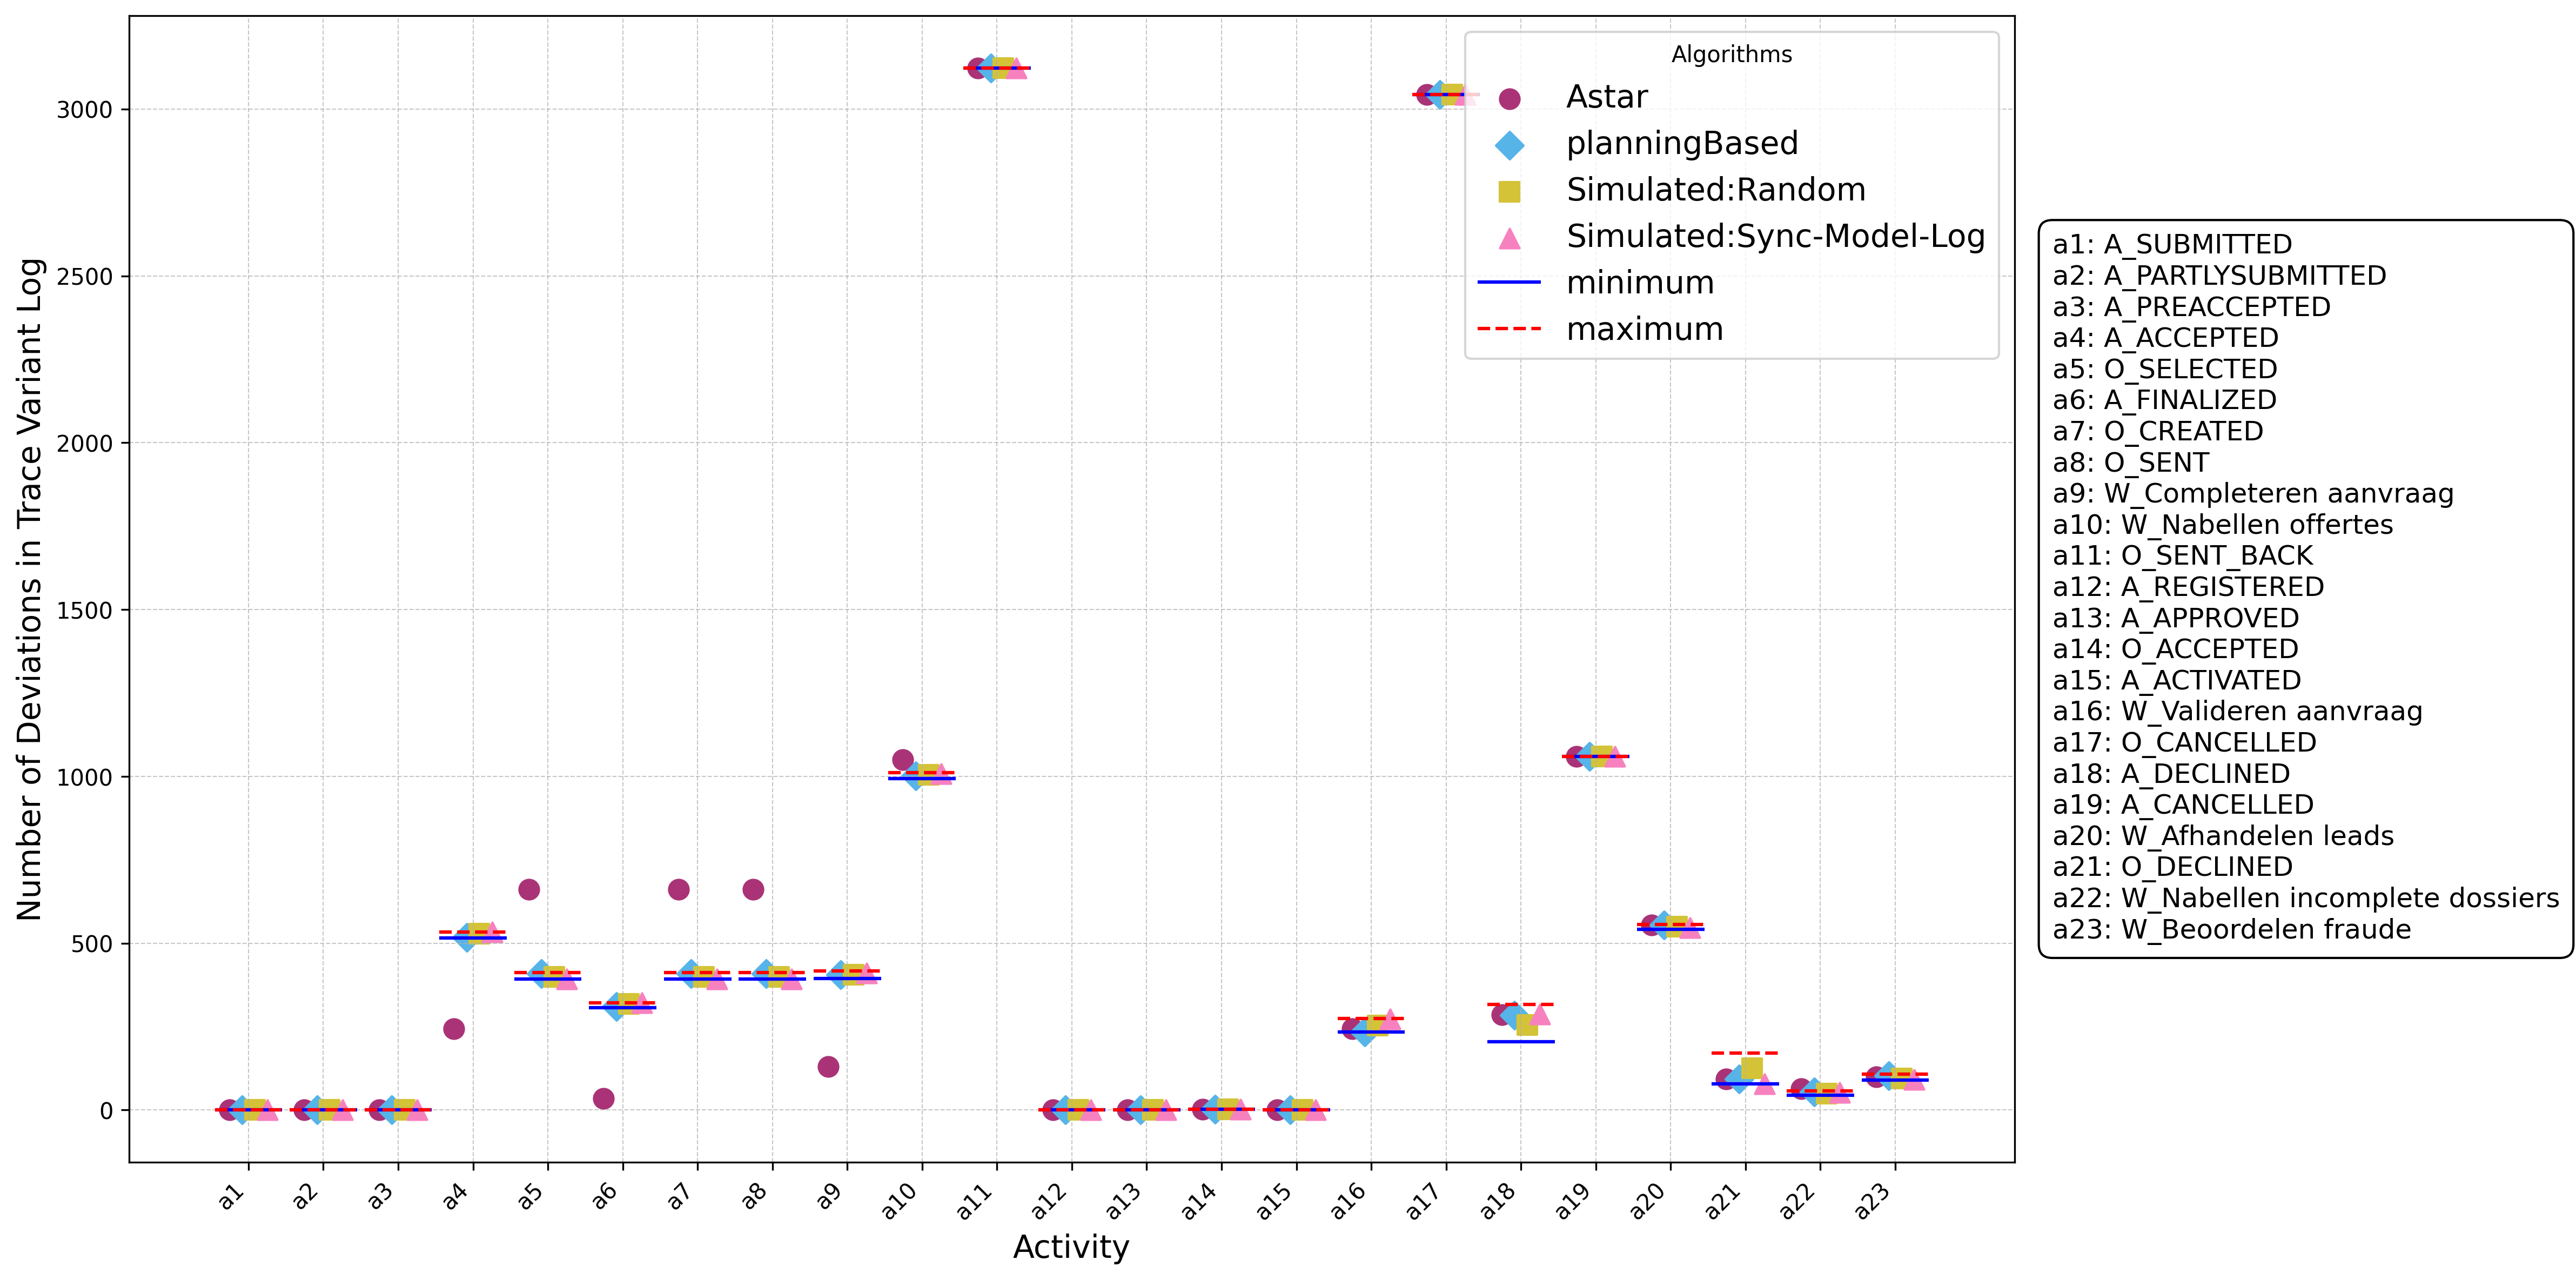 Number of Deviations in Trace Variant Log
3000
2500
2000
1500
1000
500
0
a1
a2
a3
a4
a5
a6
a7
a8
a9
a10
a11
a12
a13
a14
a15
a16
a17
a18
a19
a20
a21
a22
a23
Activity
Algorithms
Astar
planningBased
Simulated:Random
Simulated:Sync-Model-Log
minimum
maximum
a1: A_SUBMITTED
a2: A_PARTLYSUBMITTED
a3: A_PREACCEPTED
a4: A_ACCEPTED
a5: O_SELECTED
a6: A_FINALIZED
a7: O_CREATED
a8: O_SENT
a9: W_Completeren aanvraag
a10: W_Nabellen offertes
a11: O_SENT_BACK
a12: A_REGISTERED
a13: A_APPROVED
a14: O_ACCEPTED
a15: A_ACTIVATED
a16: W_Valideren aanvraag
a17: O_CANCELLED
a18: A_DECLINED
a19: A_CANCELLED
a20: W_Afhandelen leads
a21: O_DECLINED
a22: W_Nabellen incomplete dossiers
a23: W_Beoordelen fraude